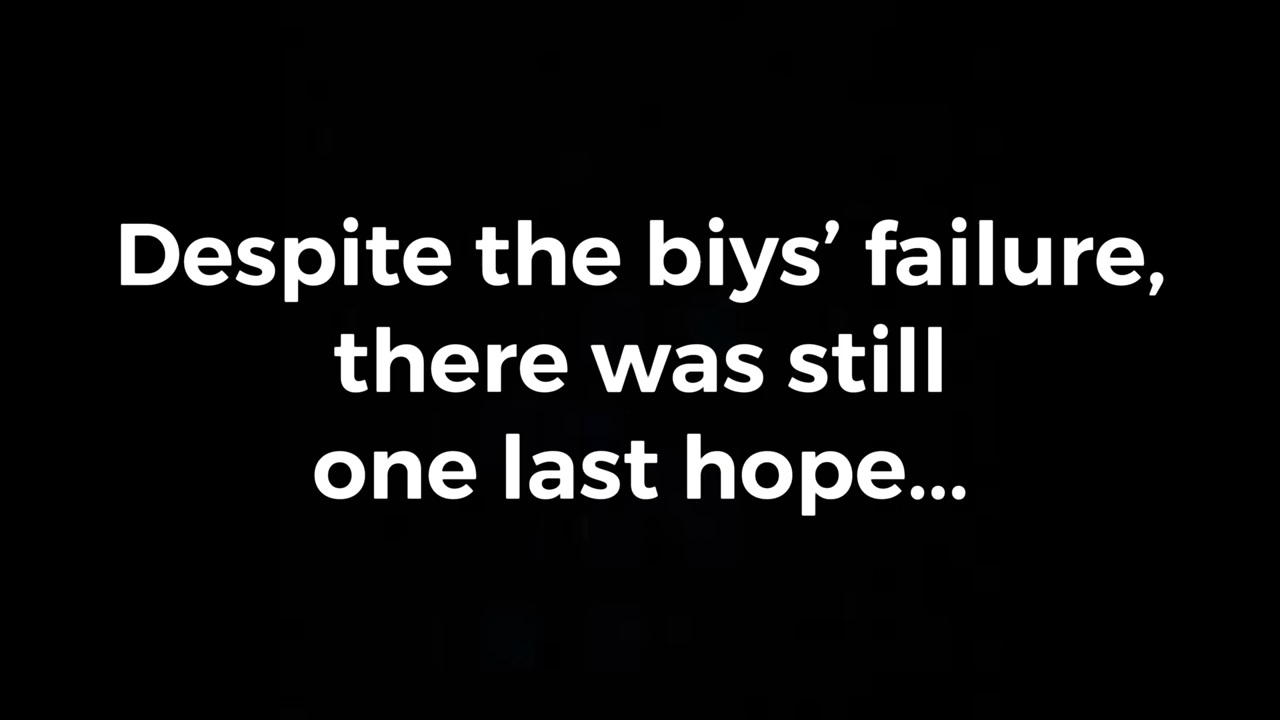 Despite the biys’ failure,
there was still
one last hope...